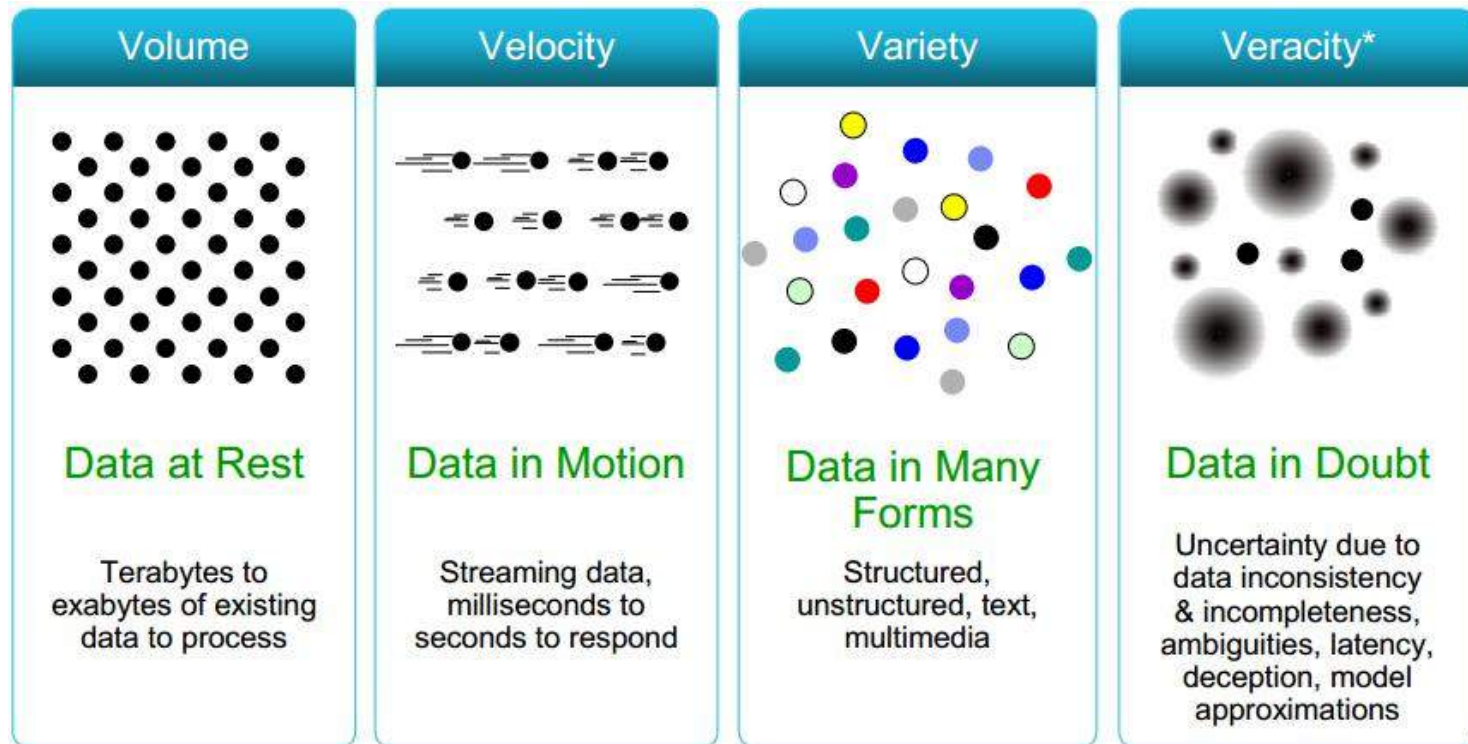 Volume
Data at Rest
Terabytes to
exabytes of existing
data to process
Velocity
Data in Motion
Streaming data,
milliseconds to
seconds to respond
Variety
Data in Many
Forms
Structured,
unstructured, text,
multimedia
Veracity*
Data in Doubt
Uncertainty due to
data inconsistency
& incompleteness,
ambiguities, latency,
deception, model
approximations